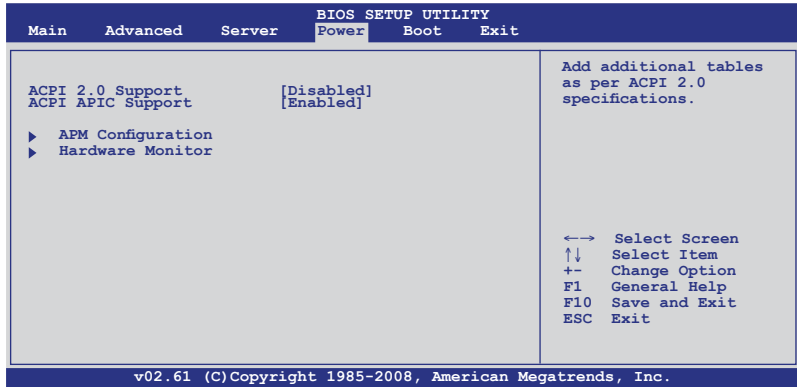 BIOS SETUP UTILITY
Main Advanced Server Power Boot Exit
ACPI 2.0 Support [Disabled]
ACPI APIC Support [Enabled]
APM Configuration
Hardware Monitor
Add additional tables
as per ACPI 2.0
specifications.
←→ Select Screen
↑↓ Select Item
+- Change Option
F1 General Help
F10 Save and Exit
ESC Exit
v02.61 (C)Copyright 1985-2008, American Megatrends, Inc.